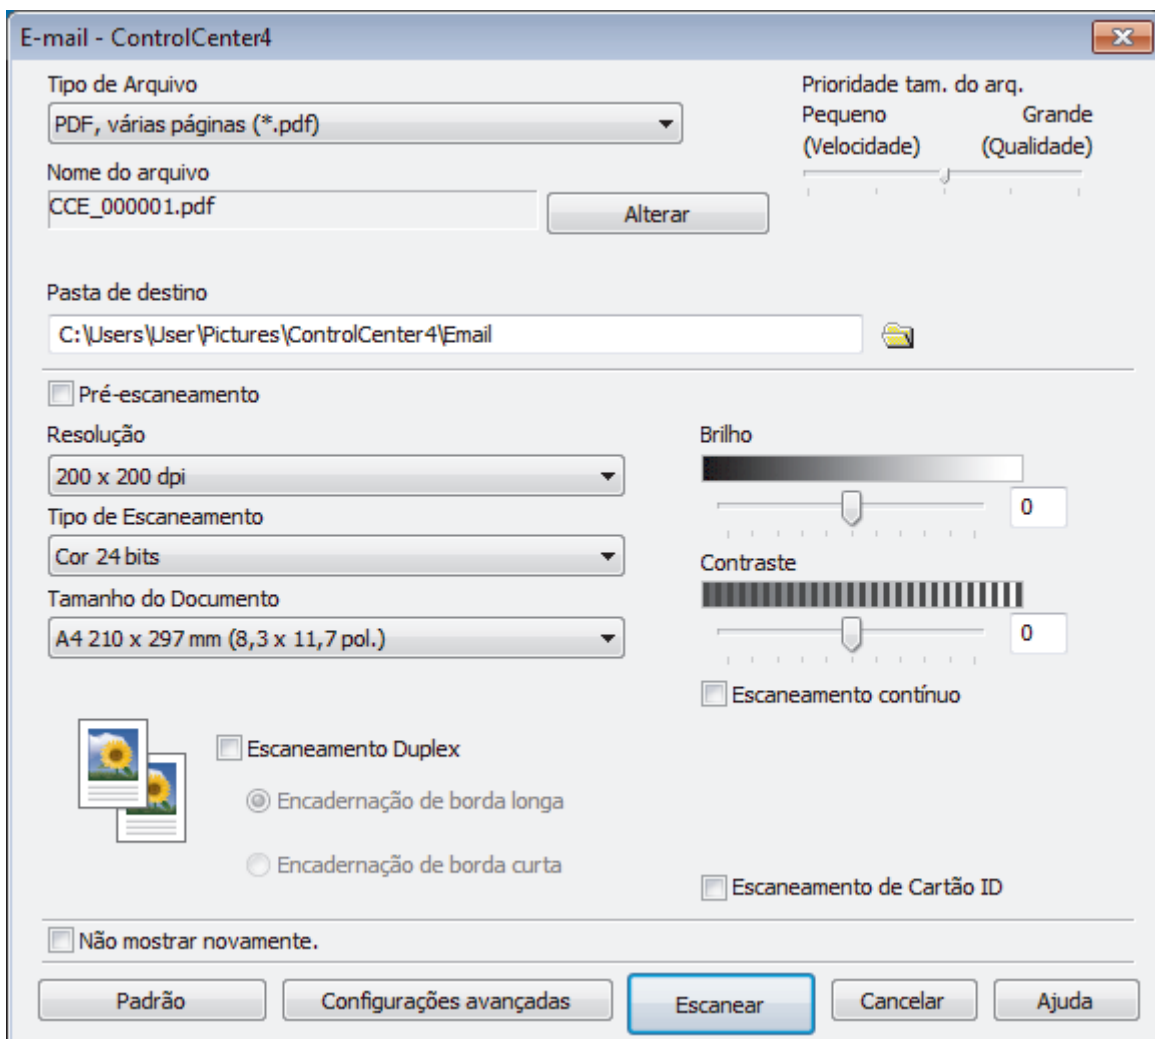 E-mail - ControlCenter4
Tipo de Arquivo
PDF, várias páginas (*.pdf)
Prioridade tam. do arq.
Pequeno Grande
(Velocidade) (Qualidade)
Nome do arquivo
CCE_000001.pdf
Alterar
Pasta de destino
C:\Users\User\Pictures\ControlCenter4\Email
Pré-escaneamento
Resolução
200 x 200 dpi
Tipo de Escaneamento
Cor 24 bits
Tamanho do Documento
A4 210 x 297 mm (8,3 x 11,7 pol.)
Brilho
0
Contraste
0
Escaneamento contínuo
Escaneamento Duplex
Encadernação de borda longa
Encadernação de borda curta
Escaneamento de Cartão ID
Não mostrar novamente.
Padrão Configurações avançadas Escanear Cancelar Ajuda